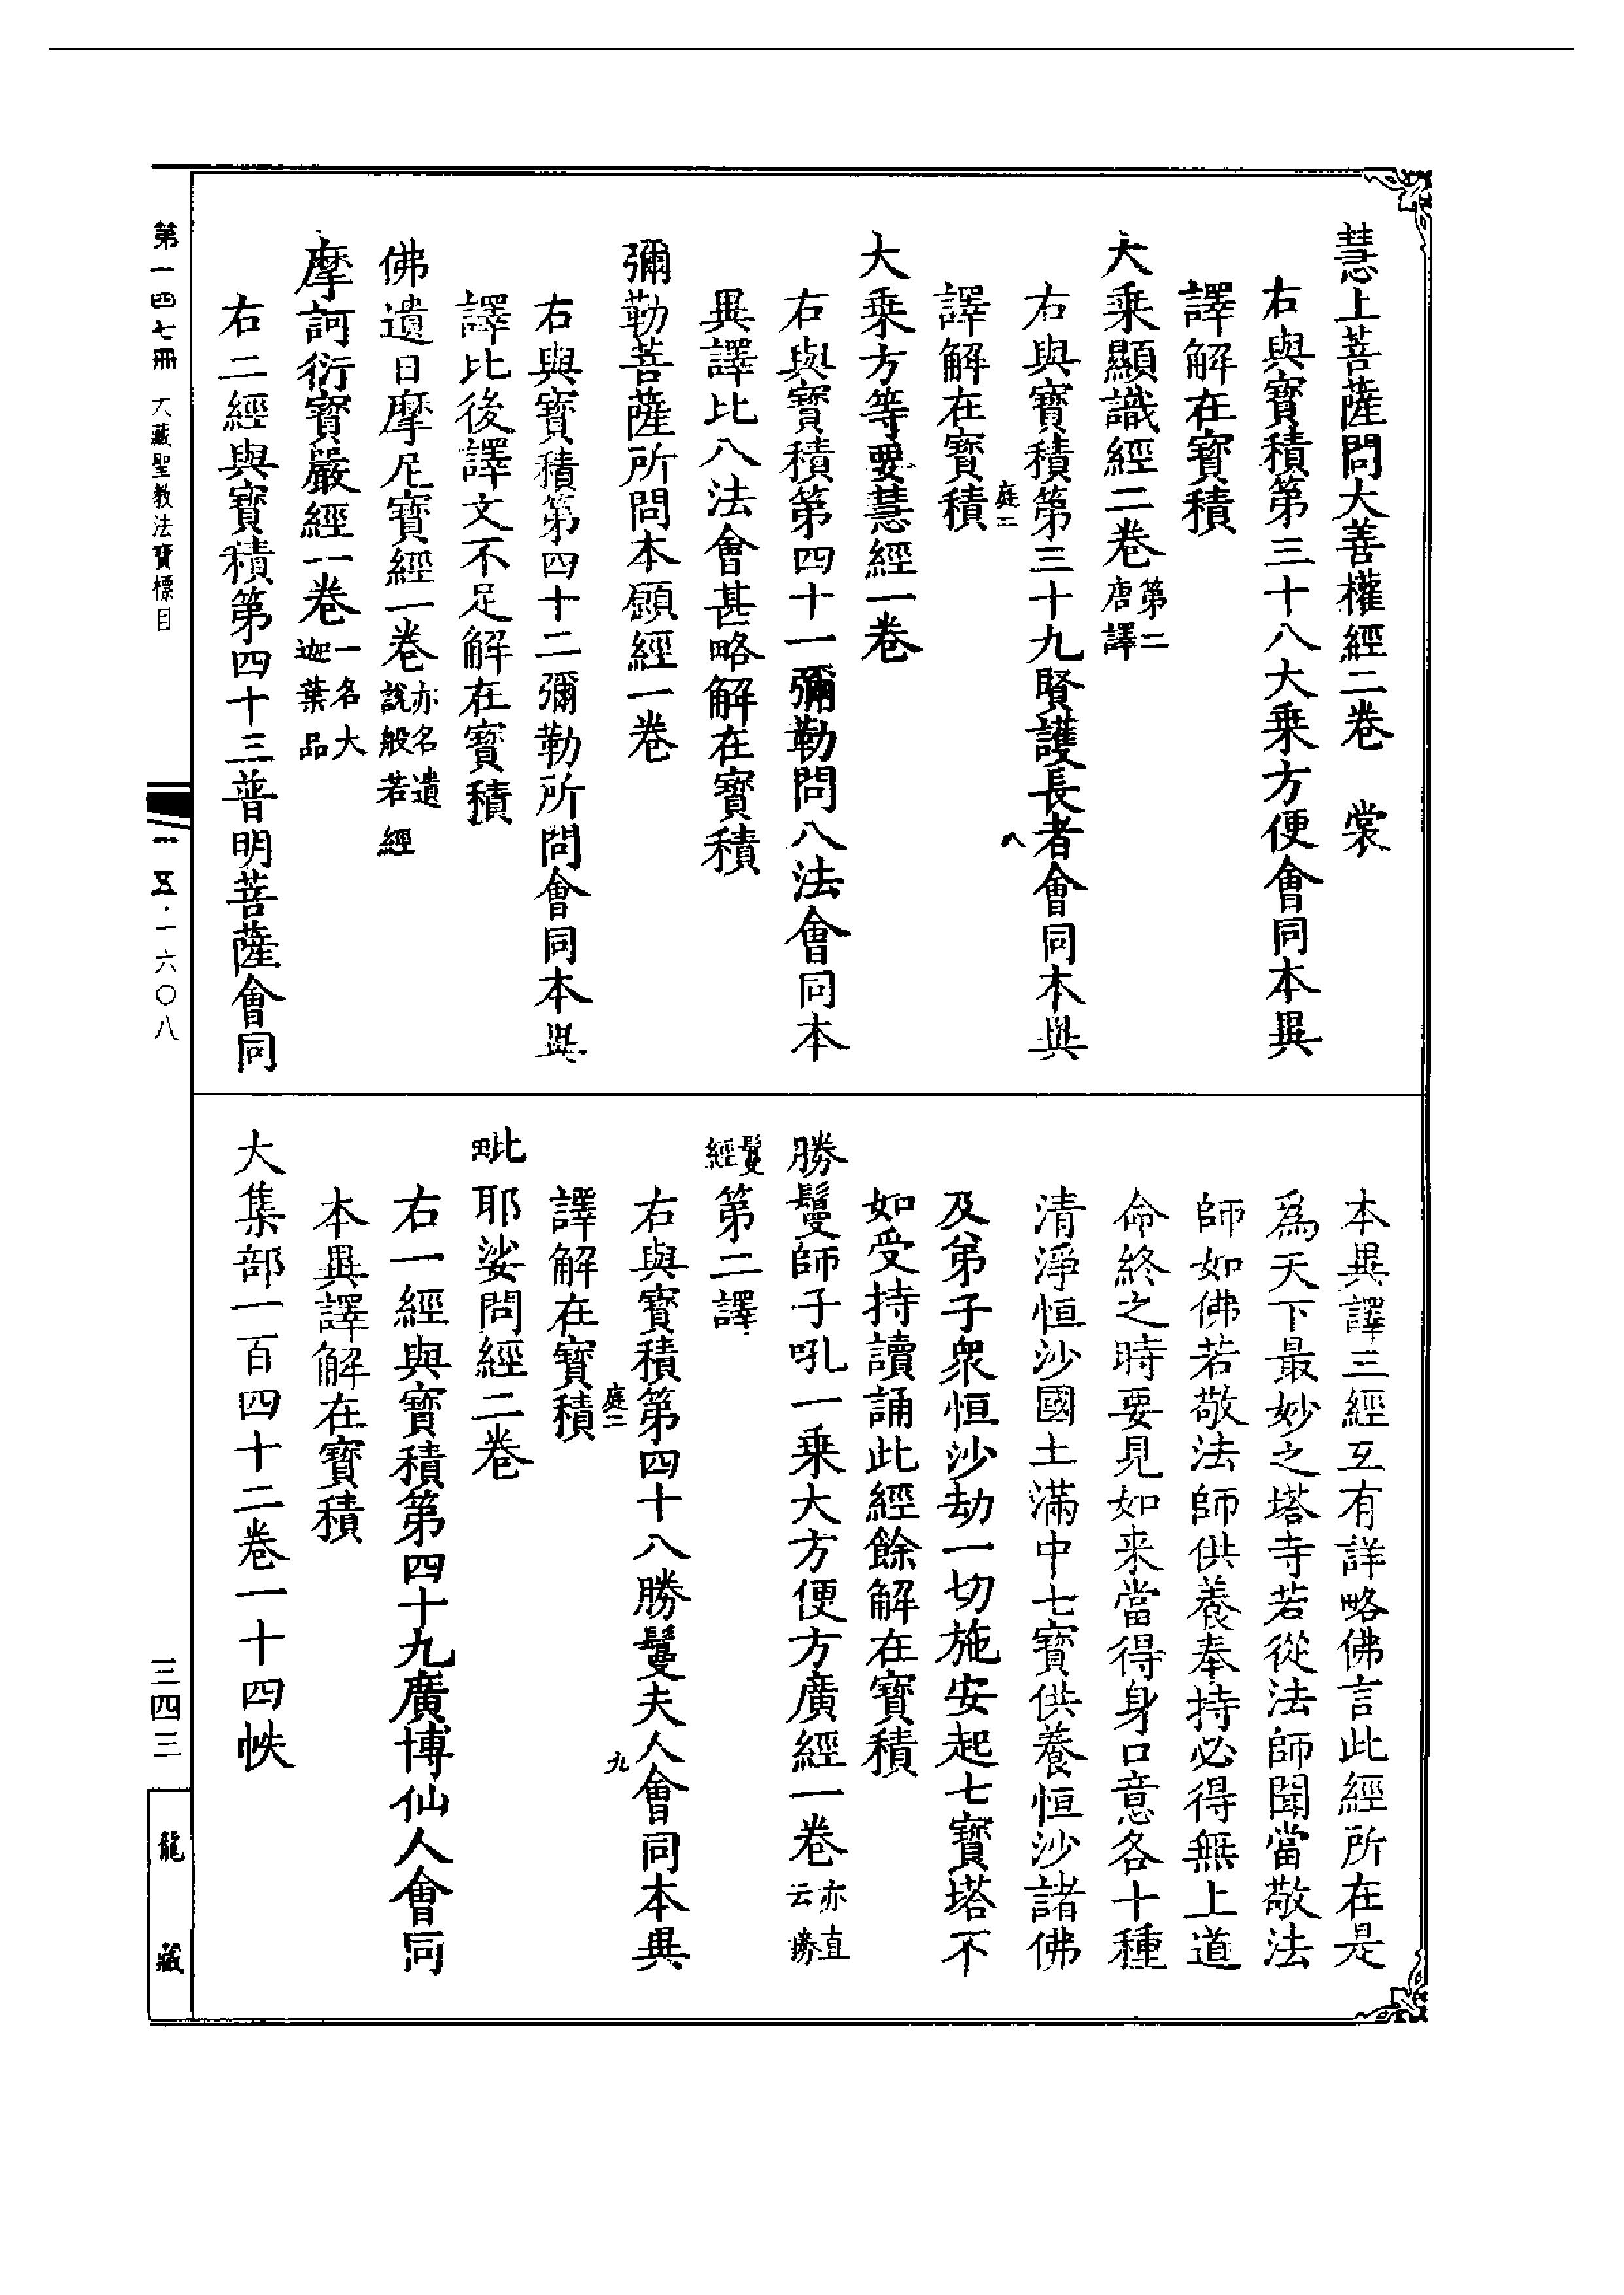 慧上菩薩問大善權經二卷　裳
右與寶積第三十八大乘方便會同本異
譯解在寶積
大乘顯識經二卷第二唐譯
右與寶積第三十九賢護長者會同本異
庭二
八
譯解在寶積
大乘方等要慧經一卷
右與寶積第四十一彌勒問八法會同本
異譯比八法會甚略解在寶積
彌勒菩薩所問本願經一卷
右與寶積第四十二彌勒所問會同本異
譯比後譯文不足解在寶積
佛遺日摩尼寶經一卷亦名遺說般若經
摩訶衍寶嚴經一卷一名大迦葉品
右二經與寶積第四十三普明菩薩會同
本異譯三經互有詳略佛言此經所在是
為天下最妙之塔寺若從法師聞當敬法
師如佛若敬法師供養奉持必得無上道
命終之時要見如来當得身口意各十種
清淨恒沙國土滿中七寶供養恒沙諸佛
及弟子衆恒沙劫一切施安起七寶塔不
如受持讀誦此經餘解在寶積
勝鬘師子吼一乘大方便方廣經一卷亦直云勝
鬘經第二譯
右與寶積第四十八勝鬘夫人會同本異
庭二
九
譯解在寶積
毗耶娑問經二卷
右一經與寶積第四十九廣博仙人會同
本異譯解在寶積
大集部一百四十二卷一十四帙
第一四七冊　大藏聖教法寶標目
一五·一六〇八
三四三
龍藏